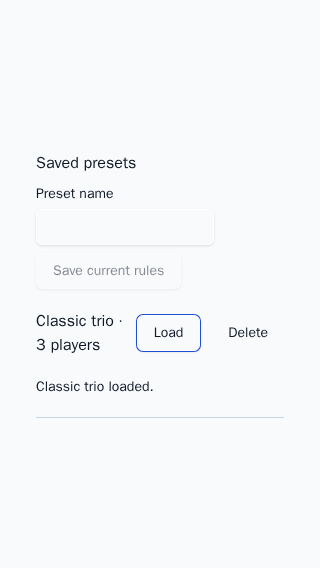 Saved presets
Preset name
Save current rules
Classic trio ·
3 players
Load
Delete
Classic trio loaded.